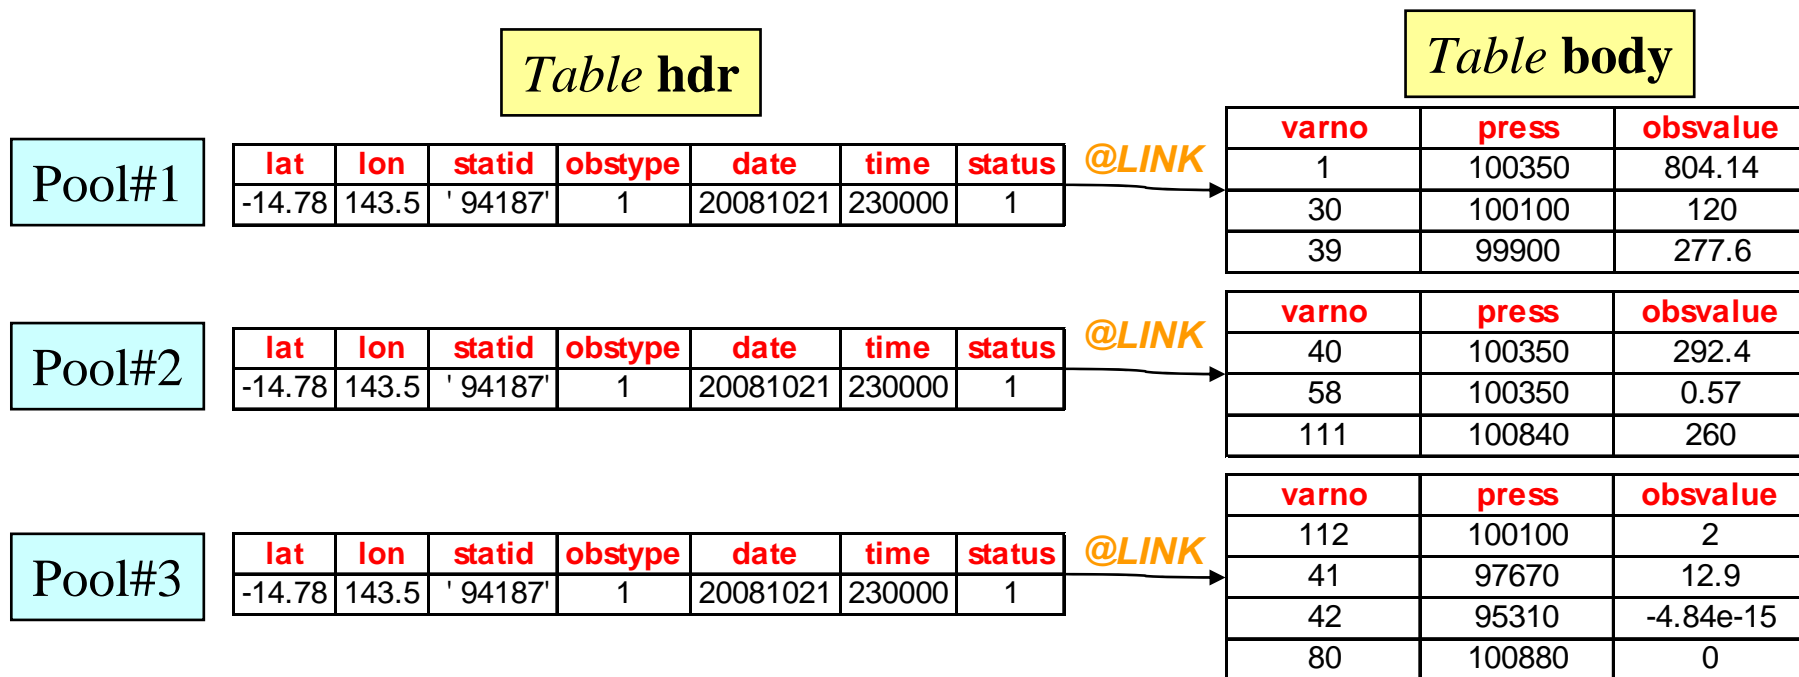 Table hdr
Table body
Pool#1
lat lon statid obstype date time status
-14.78 143.5 ' 94187' 1 20081021 230000 1
@LINK
varno press obsvalue
1 100350 804.14
30 100100 120
39 99900 277.6
Pool#2
lat lon statid obstype date time status
-14.78 143.5 ' 94187' 1 20081021 230000 1
@LINK
varno press obsvalue
40 100350 292.4
58 100350 0.57
111 100840 260
Pool#3
lat lon statid obstype date time status
-14.78 143.5 ' 94187' 1 20081021 230000 1
@LINK
varno press obsvalue
112 100100 2
41 97670 12.9
42 95310 -4.84e-15
80 100880 0